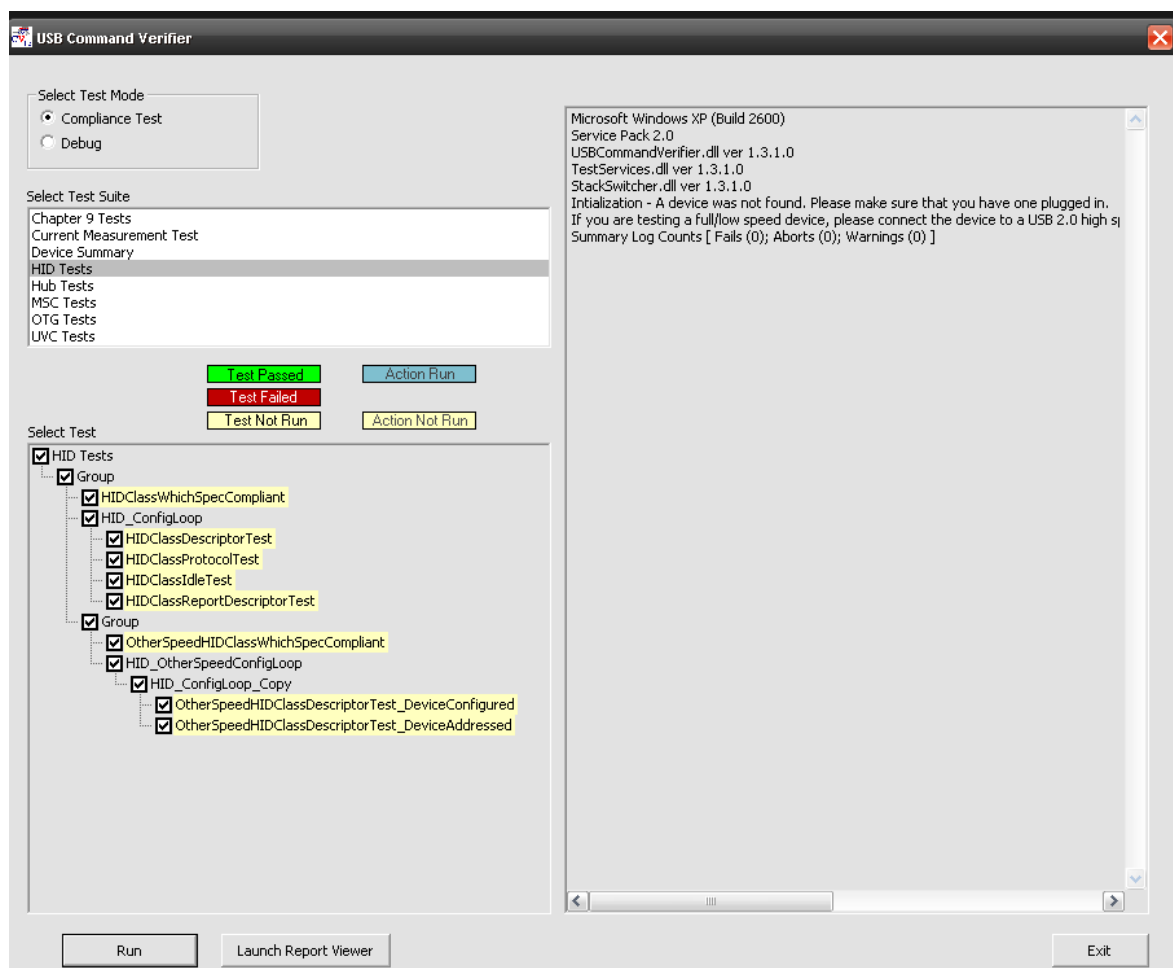 USB Command Verifier
Select Test Mode
Compliance Test
Debug
Select Test Suite
Chapter 9 Tests
Current Measurement Test
Device Summary
HID Tests
Hub Tests
MSC Tests
OTG Tests
UVC Tests
Test Passed
Action Run
Test Failed
Test Not Run
Action Not Run
Select Test
HID Tests
Group
HIDClassWhichSpecCompliant
HID_ConfigLoop
HIDClassDescriptorTest
HIDClassProtocolTest
HIDClassIdleTest
HIDClassReportDescriptorTest
Group
OtherSpeedHIDClassWhichSpecCompliant
HID_OtherSpeedConfigLoop
HID_ConfigLoop_Copy
OtherSpeedHIDClassDescriptorTest_DeviceConfigured
OtherSpeedHIDClassDescriptorTest_DeviceAddressed
Microsoft Windows XP (Build 2600)
Service Pack 2.0
USBCommandVerifier.dll ver 1.3.1.0
TestServices.dll ver 1.3.1.0
StackSwitcher.dll ver 1.3.1.0
Intialization - A device was not found. Please make sure that you have one plugged in.
If you are testing a full/low speed device, please connect the device to a USB 2.0 high
Summary Log Counts [ Fails (0); Aborts (0); Warnings (0) ]
Run
Launch Report Viewer
Exit